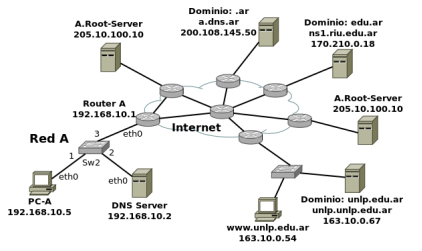 Dominio: .ar
a.dns.ar
200.108.145.50
A.Root-Server
205.10.100.10
Dominio: edu.ar
ns1.riu.edu.ar
170.210.0.18
Router A
192.168.10.1
A.Root-Server
205.10.100.10
Internet
Red A
3
eth0
1
2
Sw2
eth0
eth0
PC-A
192.168.10.5
DNS Server
192.168.10.2
Dominio: unlp.edu.ar
unlp.unlp.edu.ar
163.10.0.67
www.unlp.edu.ar
163.10.0.54